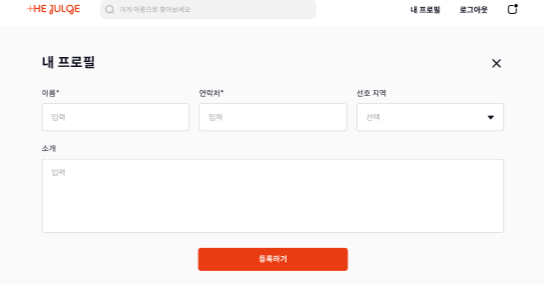 THE JULGE 가게 이름으로 찾아보세요 내 프로필 로그아웃
내 프로필
이름* 연락처* 선호 지역
입력 입력 선택
소개
입력
등록하기